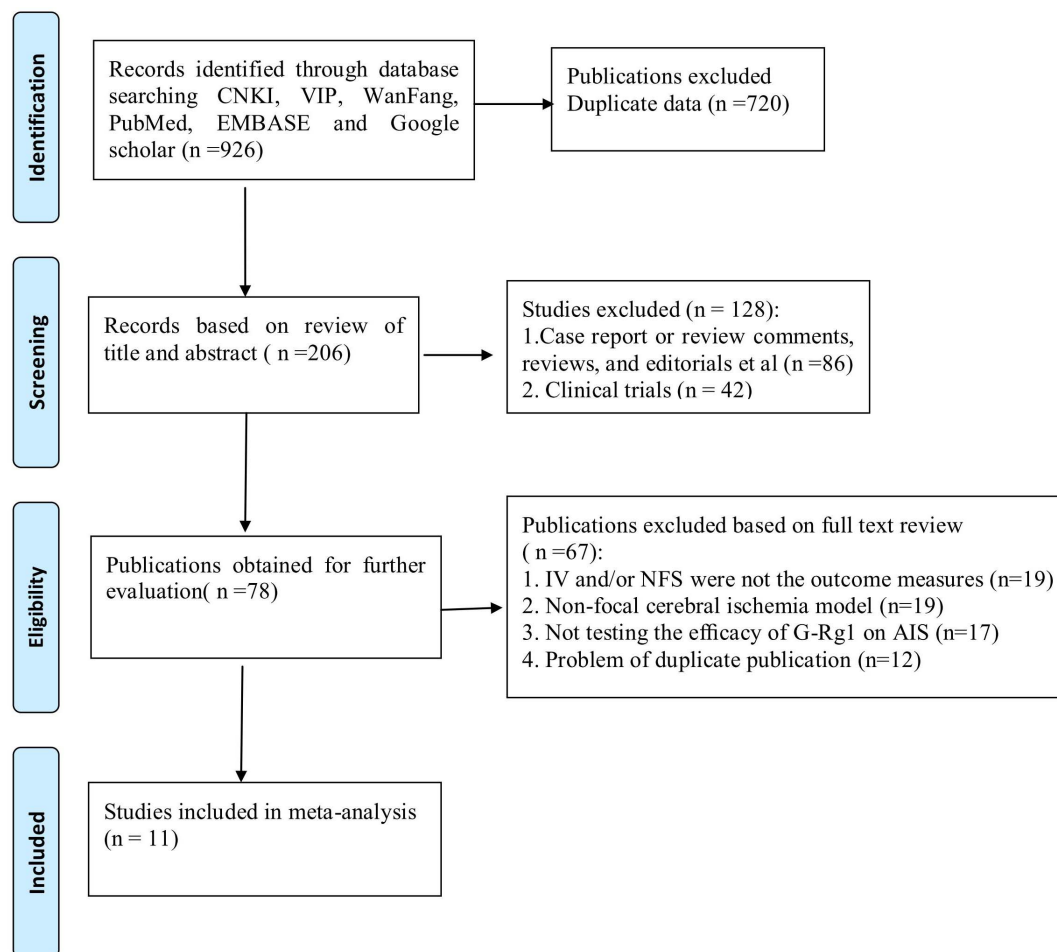 Identification
Records identified through database
searching CNKI, VIP, WanFang,
PubMed, EMBASE and Google
scholar (n =926)
Publications excluded
Duplicate data (n =720)
Screening
Records based on review of
title and abstract ( n =206)
Studies excluded (n = 128):
1.Case report or review comments,
reviews, and editorials et al (n =86)
2. Clinical trials (n = 42)
Eligibility
Publications obtained for further
evaluation( n =78)
Publications excluded based on full text review
( n =67):
1. IV and/or NFS were not the outcome measures (n=19)
2. Non-focal cerebral ischemia model (n=19)
3. Not testing the efficacy of G-Rg1 on AIS (n=17)
4. Problem of duplicate publication (n=12)
Included
Studies included in meta-analysis
(n = 11)